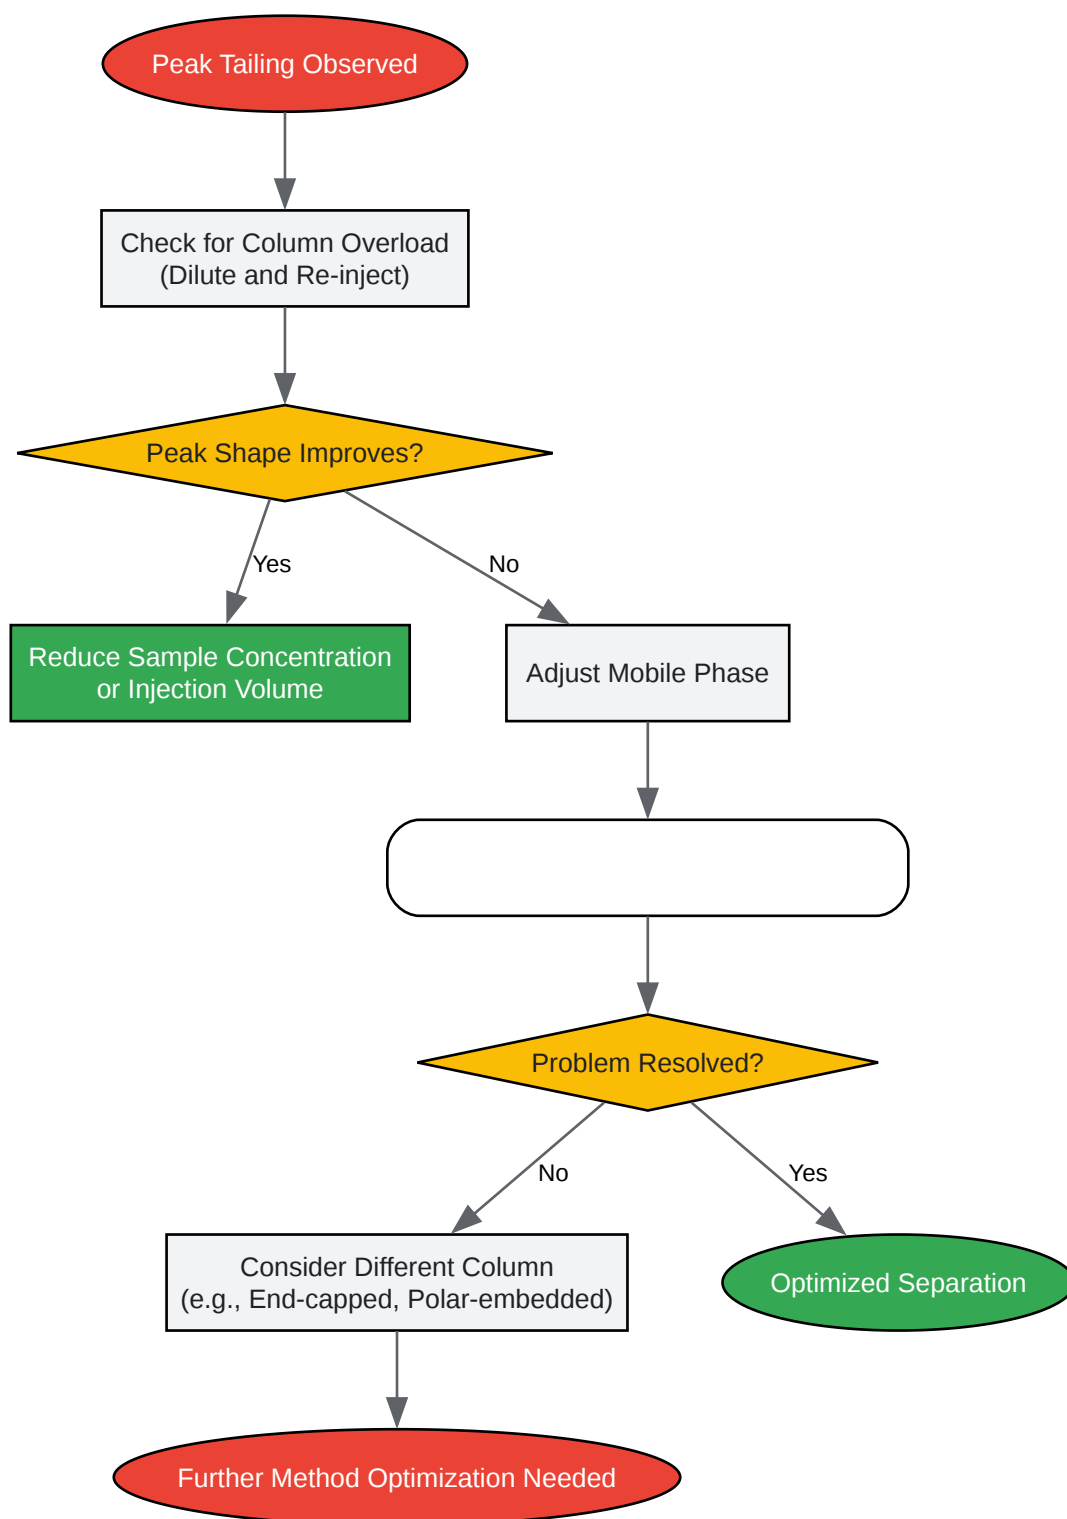 Peak Tailing Observed
Check for Column Overload
(Dilute and Re-inject)
Peak Shape Improves?
Yes
No
Reduce Sample Concentration
or Injection Volume
Adjust Mobile Phase
Problem Resolved?
No
Yes
Consider Different Column
(e.g., End-capped, Polar-embedded)
Optimized Separation
Further Method Optimization Needed